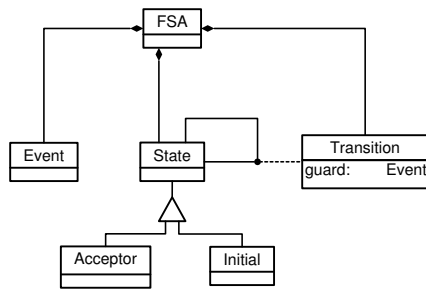 FSA
Event
State
Transition
guard: Event
Acceptor
Initial